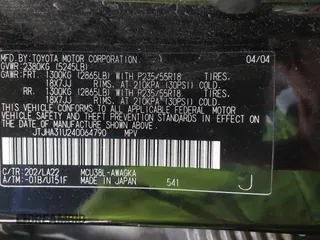 MFD. BY: TOYOTA MOTOR CORPORATION 04/04
GVWR: 2380KG (5245LB)
GAWR: FRT. 1300KG (2865LB) WITH P235/55R18 TIRES.
18X7JJ RIMS. AT 210KPA (30PSI) COLD
RR. 1300KG (2865LB) WITH P235/55R18 TIRES.
18X7JJ RIMS. AT 210KPA (30PSI) COLD
THIS VEHICLE CONFORMS TO ALL APPLICABLE FEDERAL MOTOR
VEHICLE SAFETY
STANDARDS IN EFFECT ON THE DATE OF MANUFACTURE SHOWN ABOVE.
JTJHA31U240064790 MPV
C/TR: 202/LA22 MCU38L-AWAGKA
A/TM: -01B/U151F MADE IN JAPAN
541
J